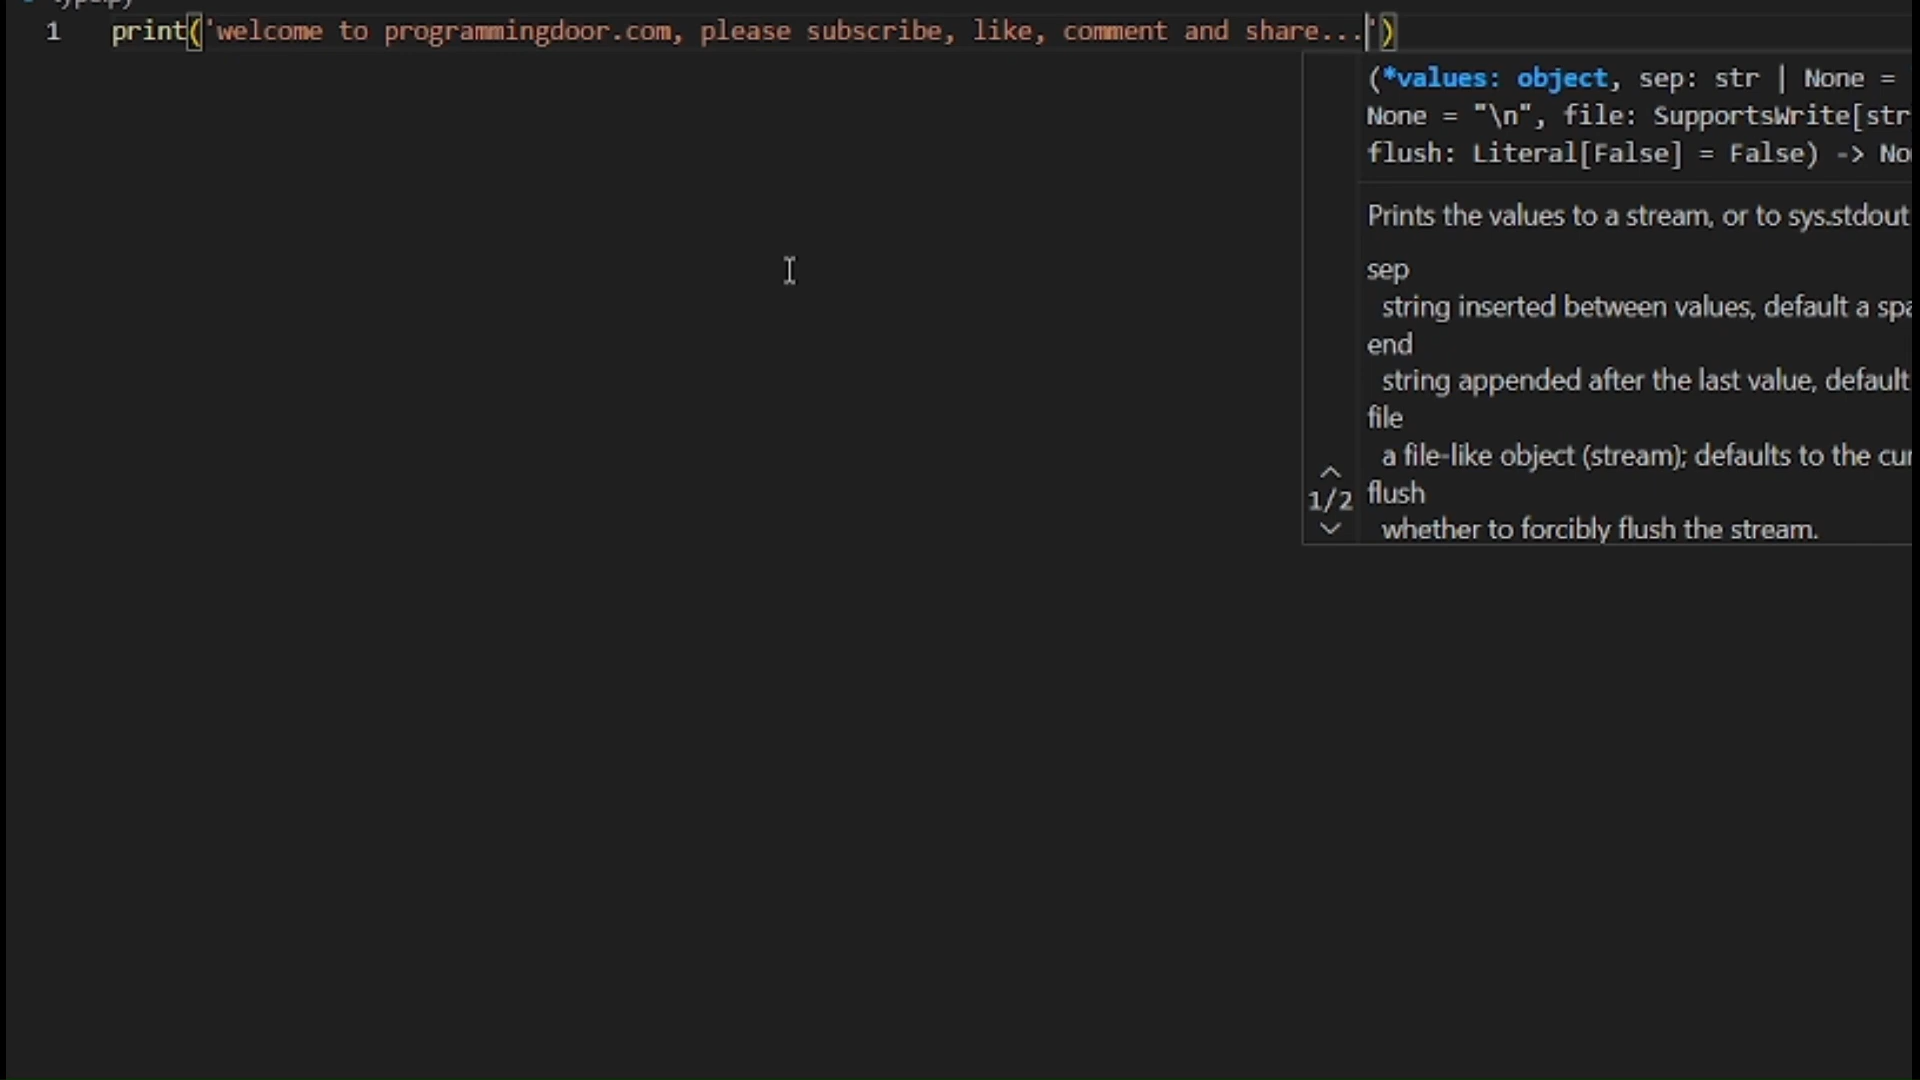 1 print('welcome to programmingdoor.com, please subscribe, like, comment and share...')
(*values: object, sep: str | None =
None = "\n", file: SupportsWrite[str
flush: Literal[False] = False) -> No
Prints the values to a stream, or to sys.stdout
sep
string inserted between values, default a spa
end
string appended after the last value, default
file
a file-like object (stream); defaults to the cur
1/2
flush
whether to forcibly flush the stream.